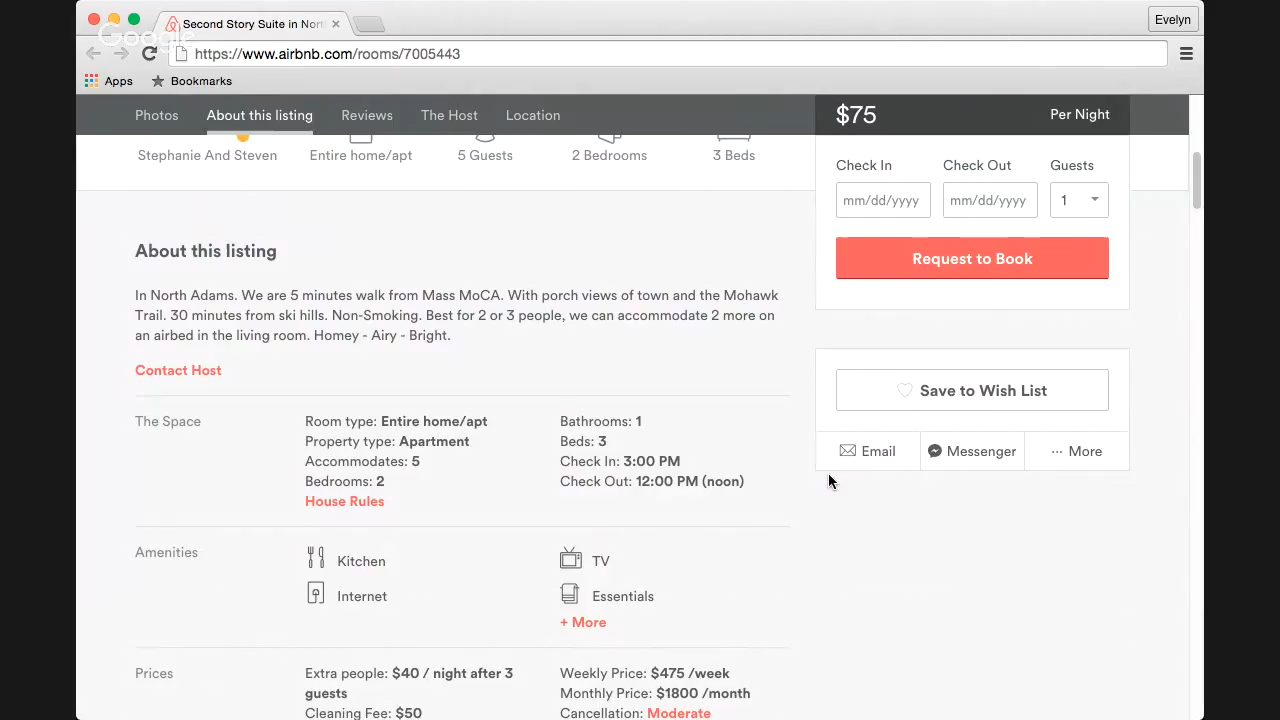 Second Story Suite in Nort
Evelyn
Google
https://www.airbnb.com/rooms/7005443
Apps
Bookmarks
Photos
About this listing
Reviews
The Host
Location
$75
Per Night
Stephanie And Steven
Entire home/apt
5 Guests
2 Bedrooms
3 Beds
Check In
Check Out
Guests
mm/dd/yyyy
mm/dd/yyyy
1
Request to Book
About this listing
In North Adams. We are 5 minutes walk from Mass MoCA. With porch views of town and the Mohawk
Trail. 30 minutes from ski hills. Non-Smoking. Best for 2 or 3 people, we can accommodate 2 more on
an airbed in the living room. Homey - Airy - Bright.
Contact Host
Save to Wish List
Email
Messenger
··· More
The Space
Room type: Entire home/apt
Property type: Apartment
Accommodates: 5
Bedrooms: 2
House Rules
Bathrooms: 1
Beds: 3
Check In: 3:00 PM
Check Out: 12:00 PM (noon)
Amenities
Kitchen
Internet
TV
Essentials
+ More
Prices
Extra people: $40 / night after 3
guests
Cleaning Fee: $50
Weekly Price: $475 /week
Monthly Price: $1800 /month
Cancellation: Moderate